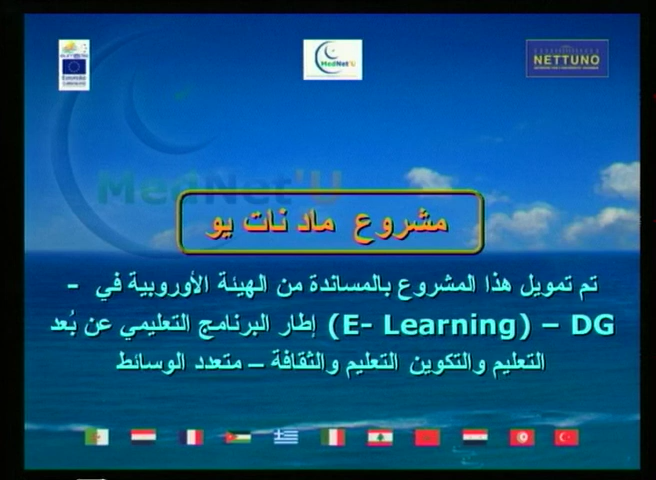 MedNet'U
NETTUNO
MedNet'U
مشروع ماد نات يو
تم تمويل هذا المشروع بالمساندة من الهيئة الأوروبية في -
إطار البرنامج التعليمي عن بُعد (E- Learning) – DG
التعليم والتكوين التعليم والثقافة – متعدد الوسائط